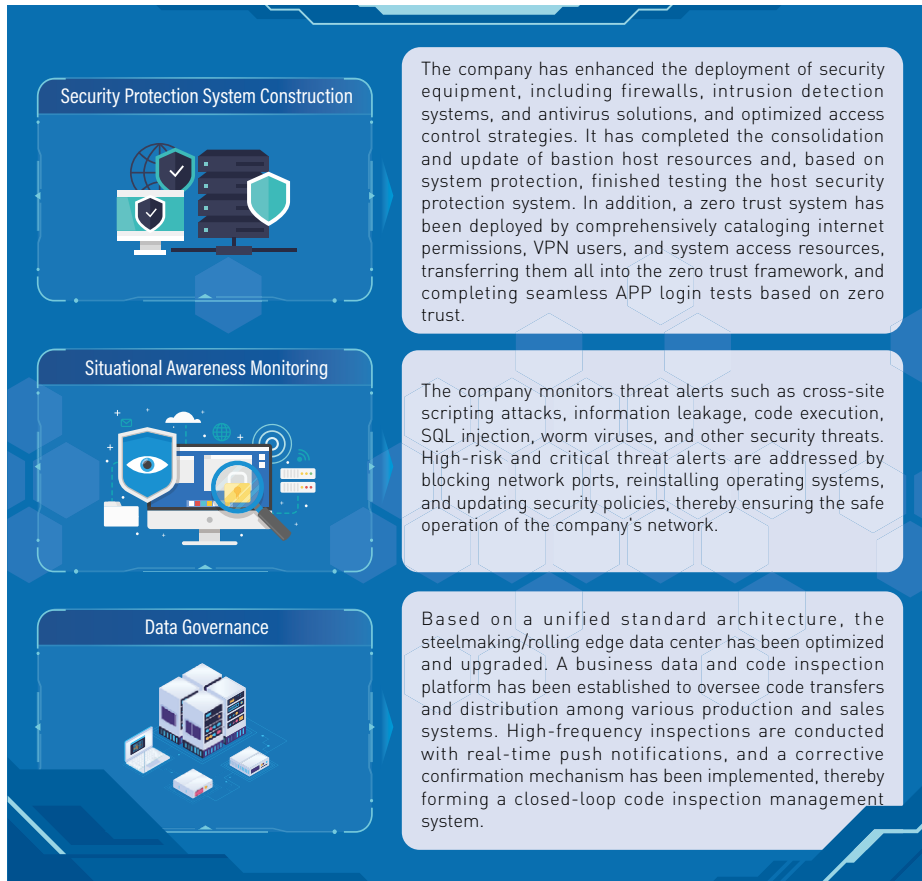 Security Protection System Construction
The company has enhanced the deployment of security
equipment, including firewalls, intrusion detection
systems, and antivirus solutions, and optimized access
control strategies. It has completed the consolidation
and update of bastion host resources and, based on
system protection, finished testing the host security
protection system. In addition, a zero trust system has
been deployed by comprehensively cataloging internet
permissions, VPN users, and system access resources,
transferring them all into the zero trust framework, and
completing seamless APP login tests based on zero
trust.
Situational Awareness Monitoring
The company monitors threat alerts such as cross-site
scripting attacks, information leakage, code execution,
SQL injection, worm viruses, and other security threats.
High-risk and critical threat alerts are addressed by
blocking network ports, reinstalling operating systems,
and updating security policies, thereby ensuring the safe
operation of the company's network.
Data Governance
Based on a unified standard architecture, the
steelmaking/rolling edge data center has been optimized
and upgraded. A business data and code inspection
platform has been established to oversee code transfers
and distribution among various production and sales
systems. High-frequency inspections are conducted
with real-time push notifications, and a corrective
confirmation mechanism has been implemented, thereby
forming a closed-loop code inspection management
system.